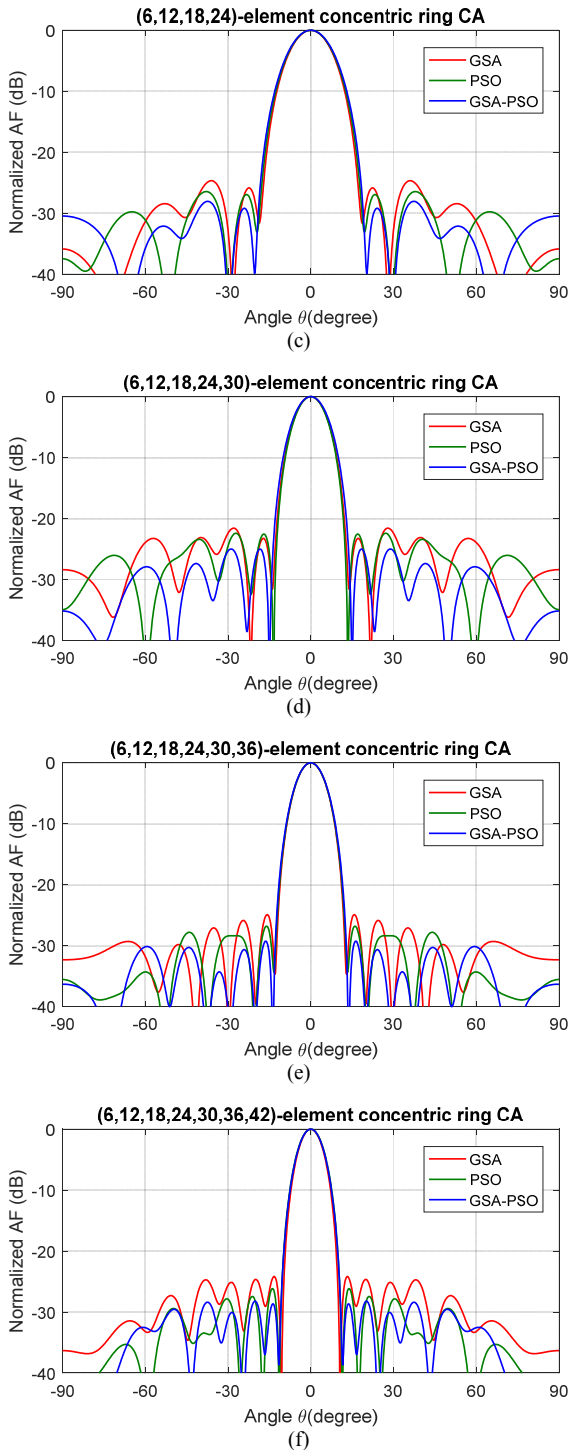 (6,12,18,24)-element concentric ring CA
0
-10
-20
-30
-40
Normalized AF (dB)
GSA
PSO
GSA-PSO
-90 -60 -30 0 30 60 90
Angle θ(degree)
(c)
(6,12,18,24,30)-element concentric ring CA
0
-10
-20
-30
-40
Normalized AF (dB)
GSA
PSO
GSA-PSO
-90 -60 -30 0 30 60 90
Angle θ(degree)
(d)
(6,12,18,24,30,36)-element concentric ring CA
0
-10
-20
-30
-40
Normalized AF (dB)
GSA
PSO
GSA-PSO
-90 -60 -30 0 30 60 90
Angle θ(degree)
(e)
(6,12,18,24,30,36,42)-element concentric ring CA
0
-10
-20
-30
-40
Normalized AF (dB)
GSA
PSO
GSA-PSO
-90 -60 -30 0 30 60 90
Angle θ(degree)
(f)